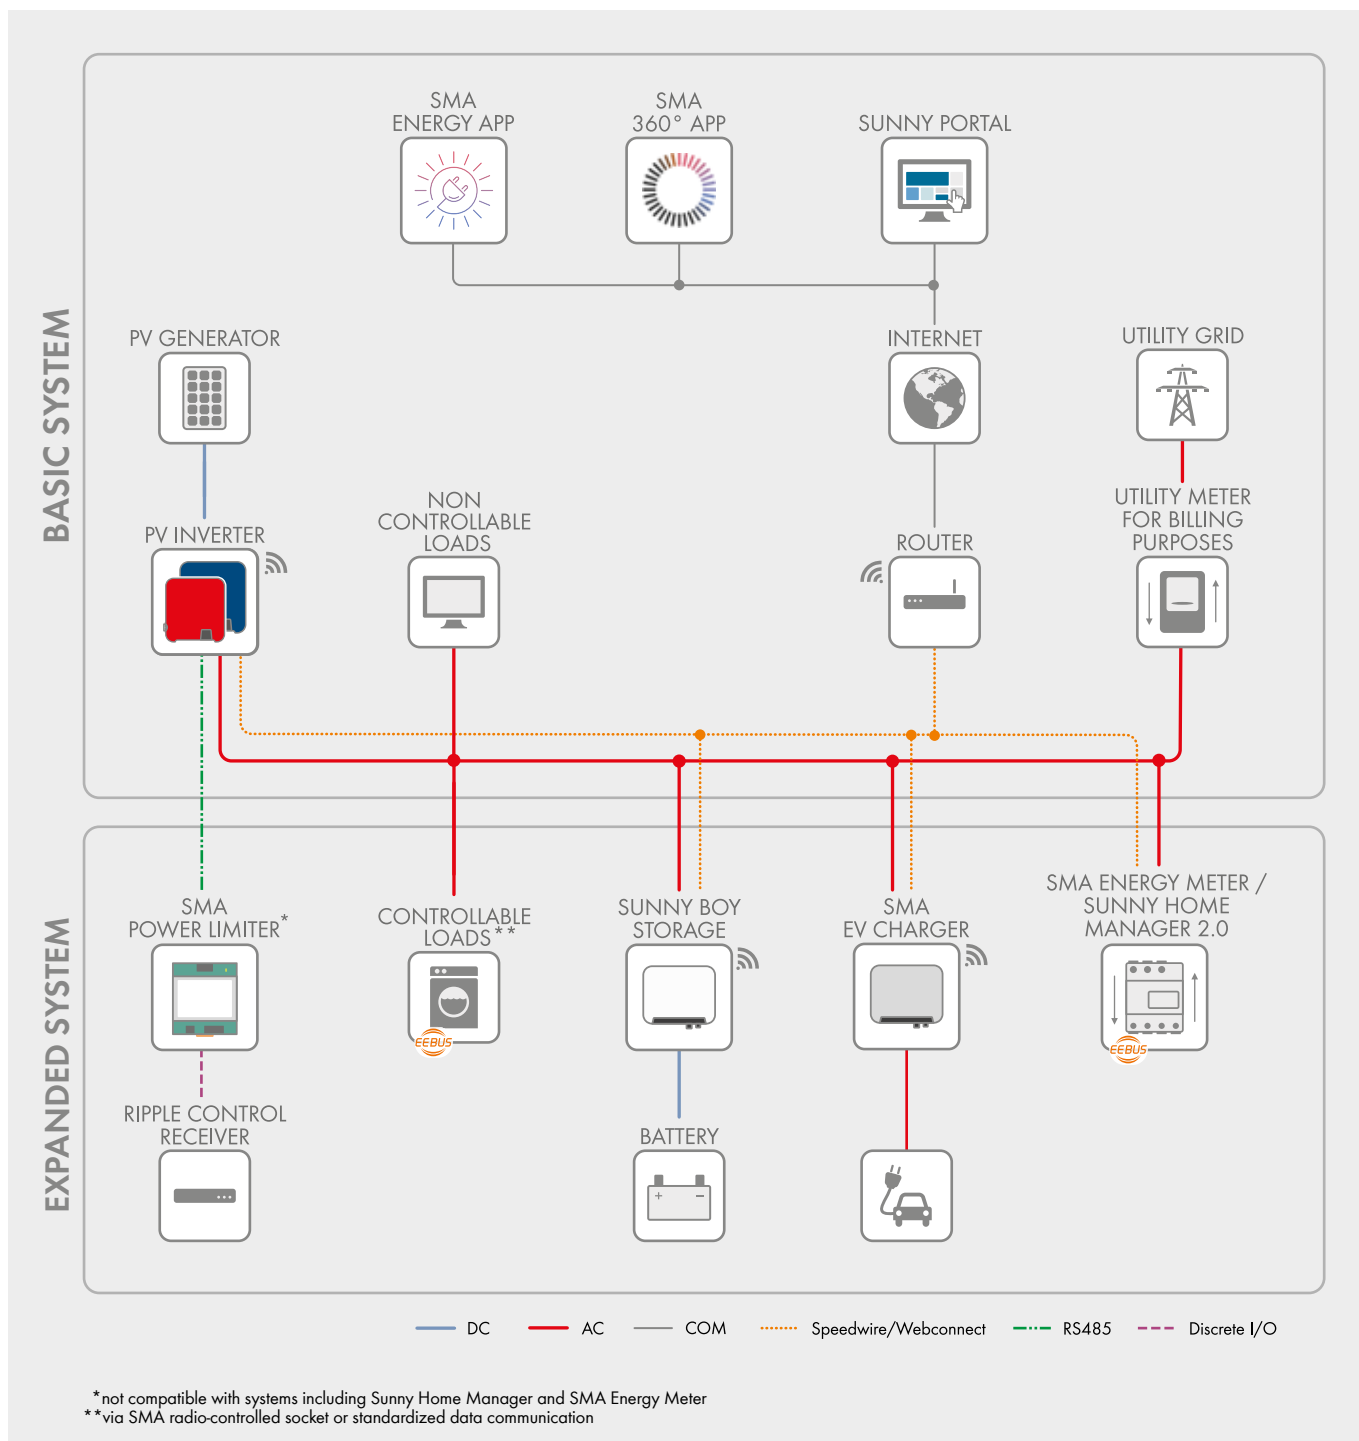 SMA
ENERGY APP
SMA
360° APP
SUNNY PORTAL
BASIC SYSTEM
PV GENERATOR
INTERNET
UTILITY GRID
PV INVERTER
NON
CONTROLLABLE
LOADS
ROUTER
UTILITY METER
FOR BILLING
PURPOSES
EXPANDED SYSTEM
SMA
POWER LIMITER*
CONTROLLABLE
LOADS**
EEBUS
SUNNY BOY
STORAGE
SMA
EV CHARGER
SMA ENERGY METER /
SUNNY HOME
MANAGER 2.0
EEBUS
RIPPLE CONTROL
RECEIVER
BATTERY
+ −
DC AC COM Speedwire/Webconnect RS485 Discrete I/O
*not compatible with systems including Sunny Home Manager and SMA Energy Meter
**via SMA radio-controlled socket or standardized data communication